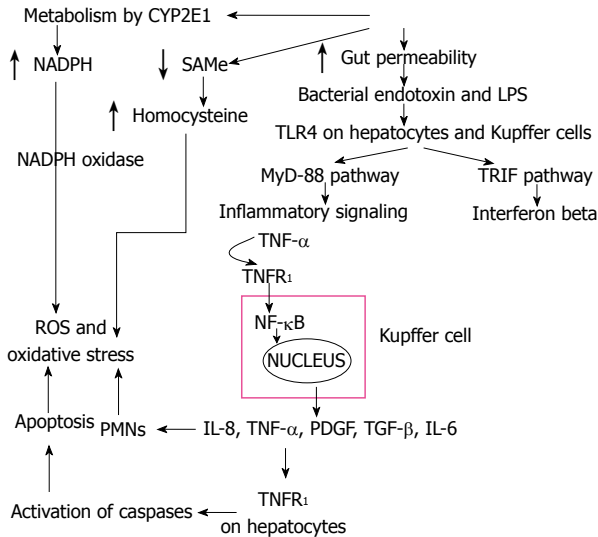 Metabolism by CYP2E1
NADPH
SAMe
Gut permeability
Bacterial endotoxin and LPS
Homocysteine
TLR4 on hepatocytes and Kupffer cells
NADPH oxidase
MyD-88 pathway
TRIF pathway
Inflammatory signaling
Interferon beta
TNF-α
TNFR1
NF-κB
NUCLEUS
Kupffer cell
ROS and
oxidative stress
Apoptosis
PMNs
IL-8, TNF-α, PDGF, TGF-β, IL-6
TNFR1
on hepatocytes
Activation of caspases